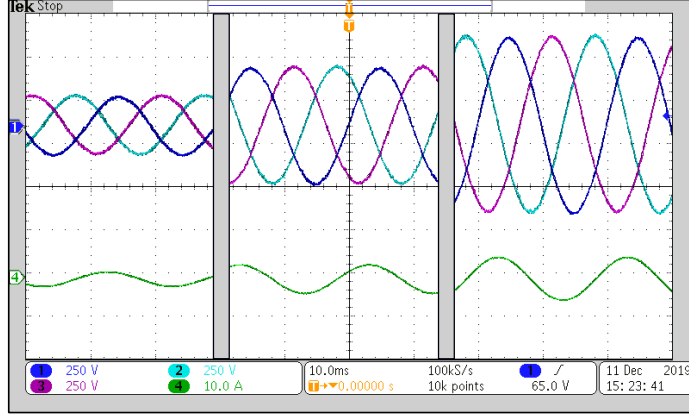 Tek Stop
T
T
1
4
1 250 V 2 250 V 10.0ms 100kS/s 1 11 Dec 2019
3 250 V 4 10.0 A T→▼0.00000 s 10k points 65.0 V 15:23:41